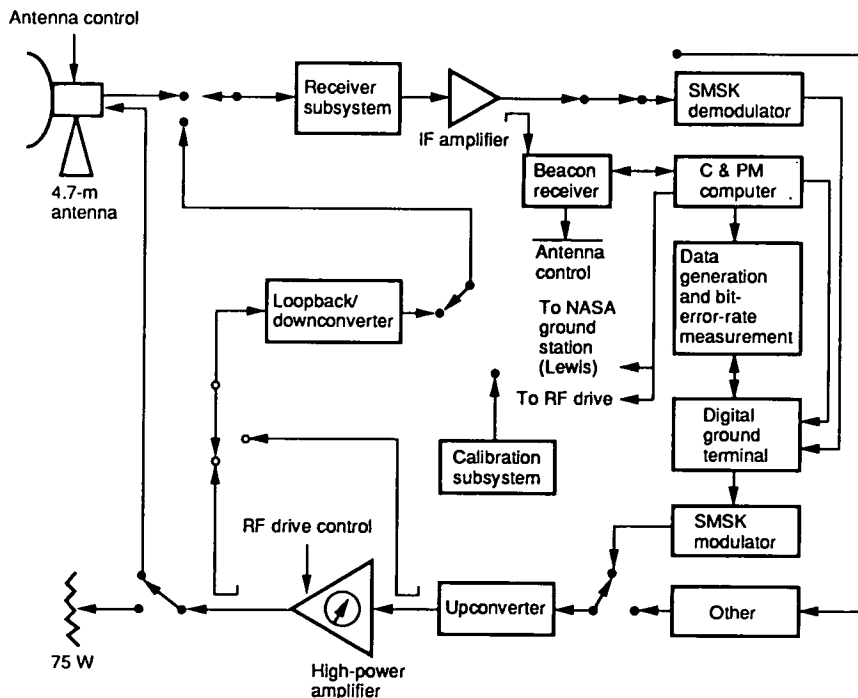 Antenna control
4.7-m
antenna
Receiver
subsystem
IF amplifier
SMSK
demodulator
Beacon
receiver
C & PM
computer
Antenna
control
Data
generation
and bit-
error-rate
measurement
Loopback/
downconverter
To NASA
ground
station
(Lewis)
To RF drive
Digital
ground
terminal
Calibration
subsystem
SMSK
modulator
RF drive control
Upconverter
Other
75 W
High-power
amplifier